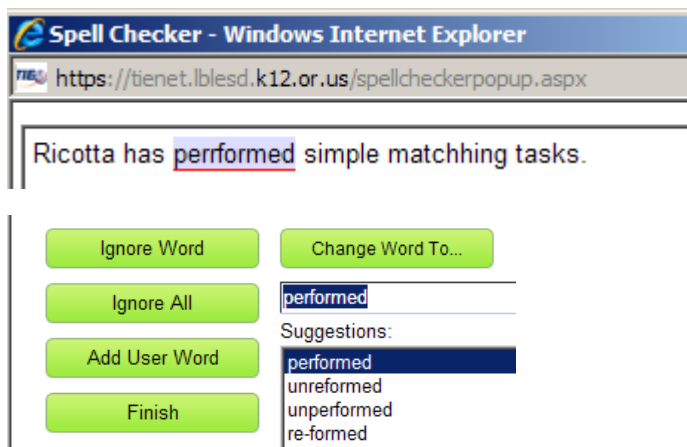 Spell Checker - Windows Internet Explorer
https://tienet.lblesd.k12.or.us/spellcheckerpopup.aspx
Ricotta has perrformed simple matchhing tasks.
Ignore Word
Change Word To...
Ignore All
performed
Suggestions:
Add User Word
performed
unreformed
Finish
unperformed
re-formed